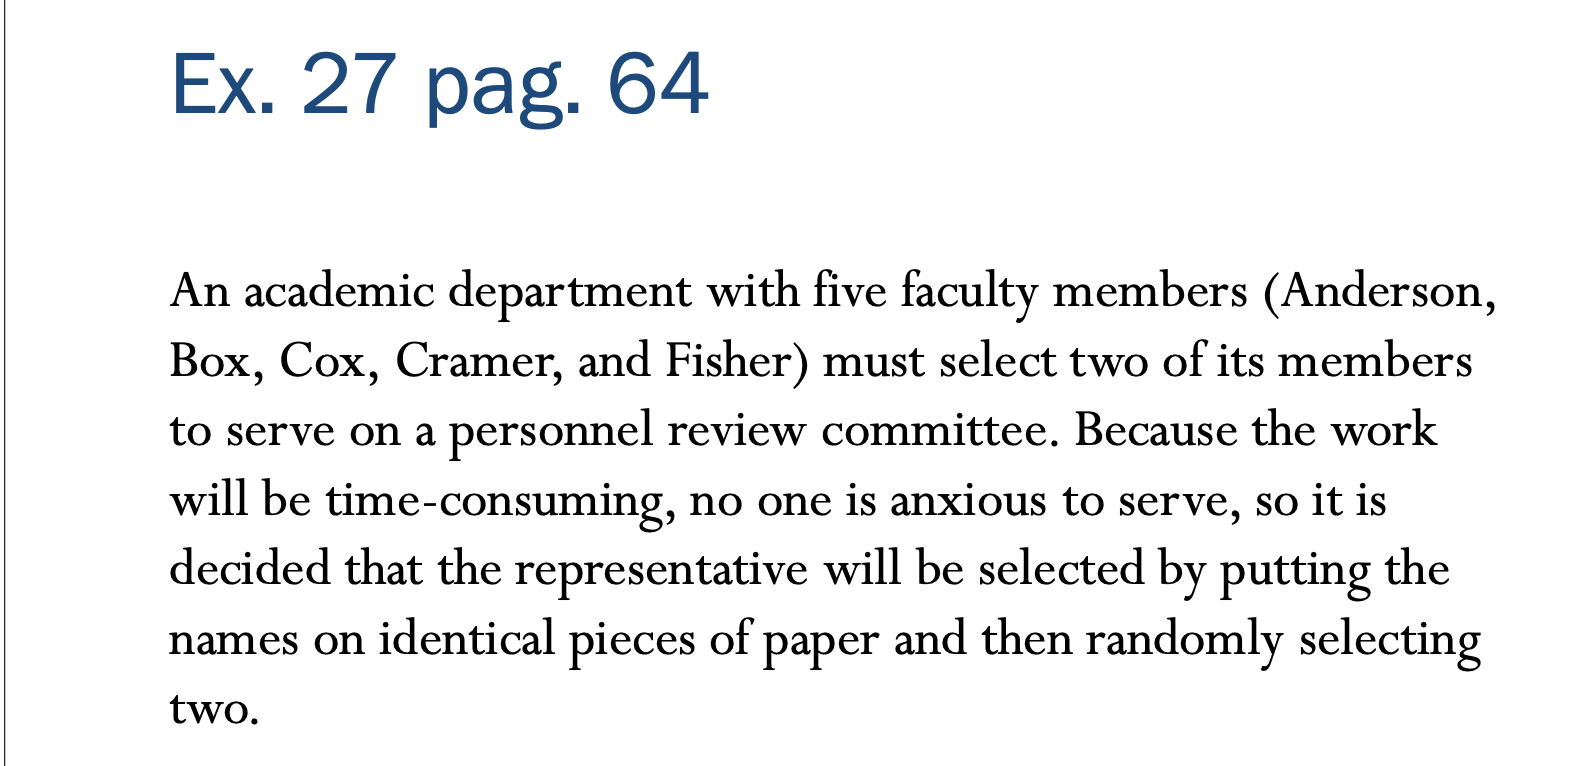 Ex. 27 pag. 64
An academic department with five faculty members (Anderson,
Box, Cox, Cramer, and Fisher) must select two of its members
to serve on a personnel review committee. Because the work
will be time-consuming, no one is anxious to serve, so it is
decided that the representative will be selected by putting the
names on identical pieces of paper and then randomly selecting
two.